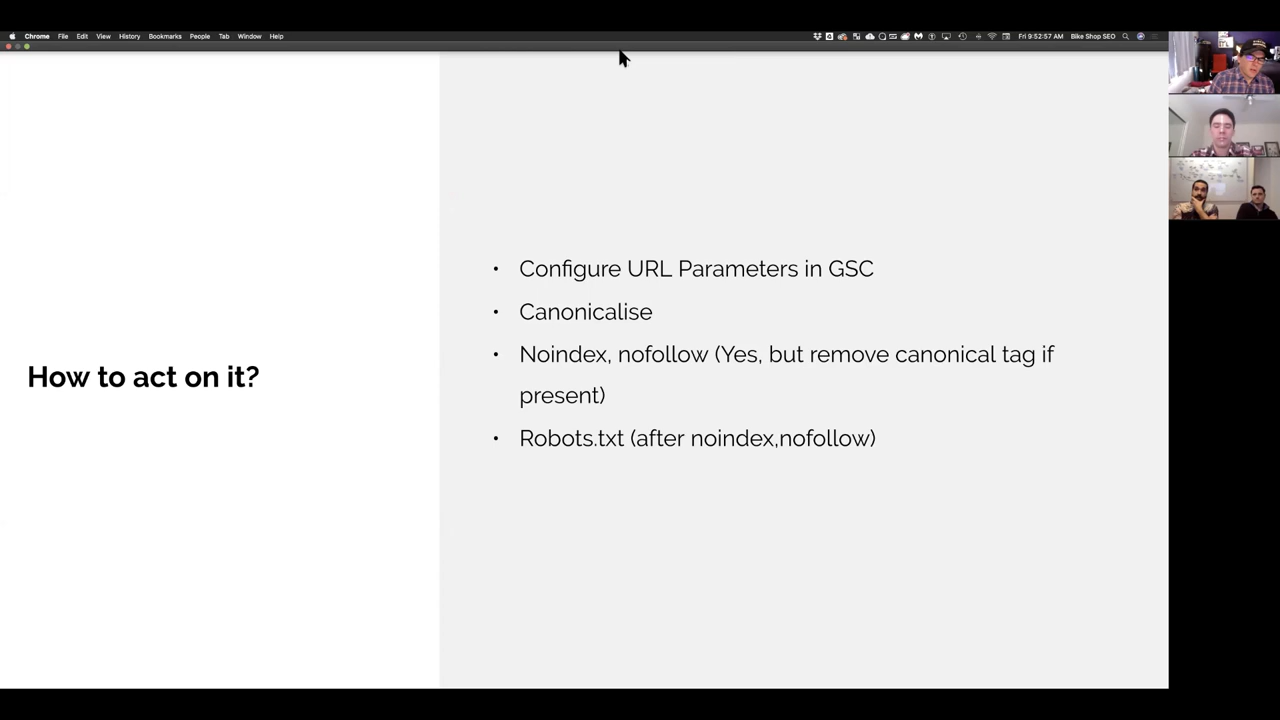 Chrome File Edit View History Bookmarks People Tab Window Help
Fri 9:52:57 AM Bike Shop SEO
How to act on it?
• Configure URL Parameters in GSC
• Canonicalise
• Noindex, nofollow (Yes, but remove canonical tag if
present)
• Robots.txt (after noindex,nofollow)